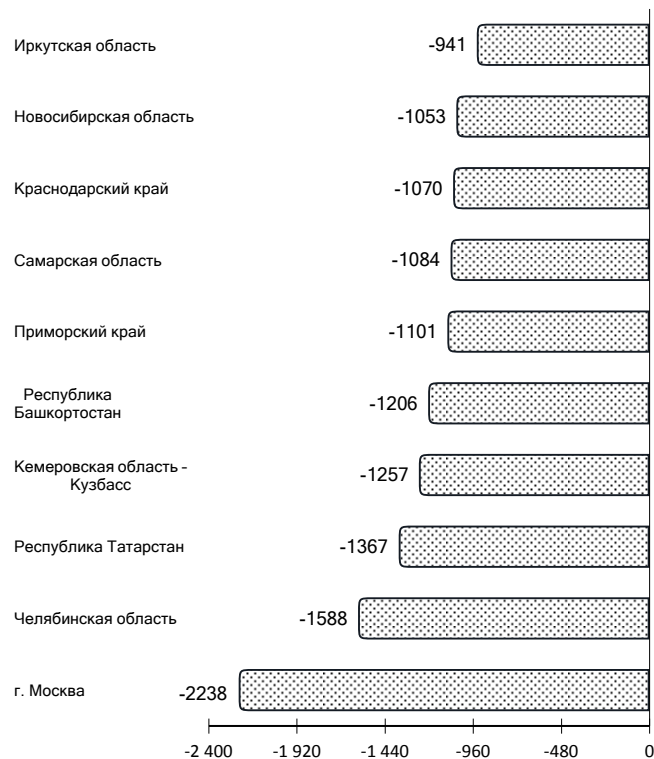 Иркутская область -941
Новосибирская область -1053
Краснодарский край -1070
Самарская область -1084
Приморский край -1101
Республика
Башкортостан -1206
Кемеровская область -
Кузбасс -1257
Республика Татарстан -1367
Челябинская область -1588
г. Москва -2238
-2 400 -1 920 -1 440 -960 -480 0